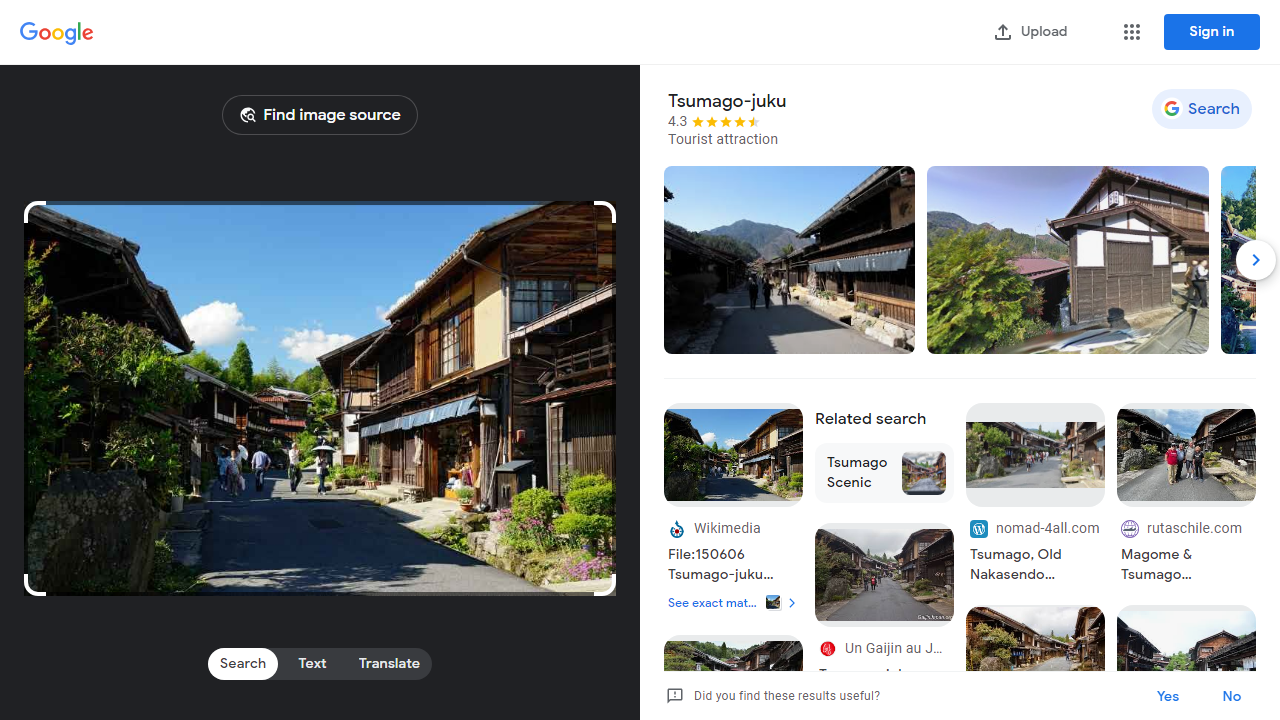 Google
Upload
Sign in
Find image source
Search
Text
Translate
Tsumago-juku
4.3
Tourist attraction
Search
Wikimedia
File:150606
Tsumago-juku...
See exact mat...
Related search
Tsumago
Scenic
Un Gaijin au J...
nomad-4all.com
Tsumago, Old
Nakasendo...
rutaschile.com
Magome &
Tsumago...
Did you find these results useful?
Yes
No